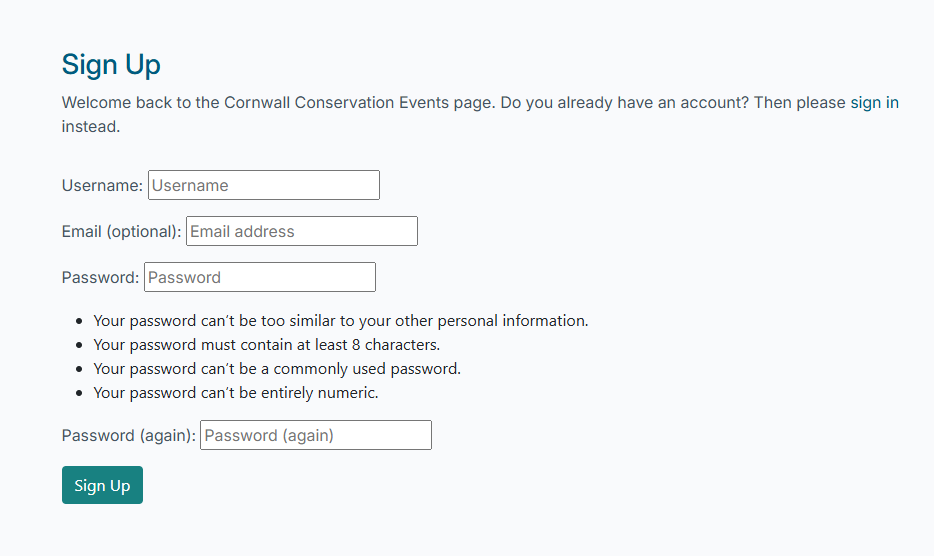 Sign Up
Welcome back to the Cornwall Conservation Events page. Do you already have an account? Then please sign in
instead.
Username: Username
Email (optional): Email address
Password: Password
• Your password can't be too similar to your other personal information.
• Your password must contain at least 8 characters.
• Your password can't be a commonly used password.
• Your password can't be entirely numeric.
Password (again): Password (again)
Sign Up